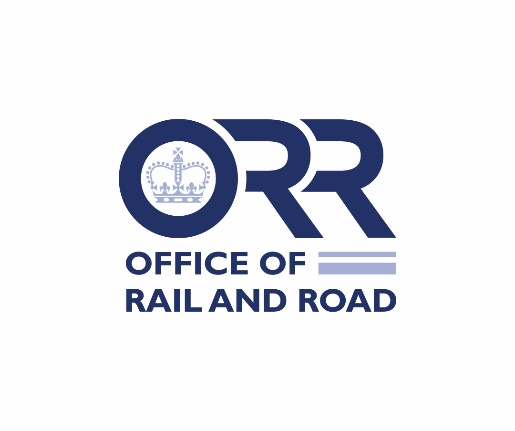 ORR
OFFICE OF
RAIL AND ROAD